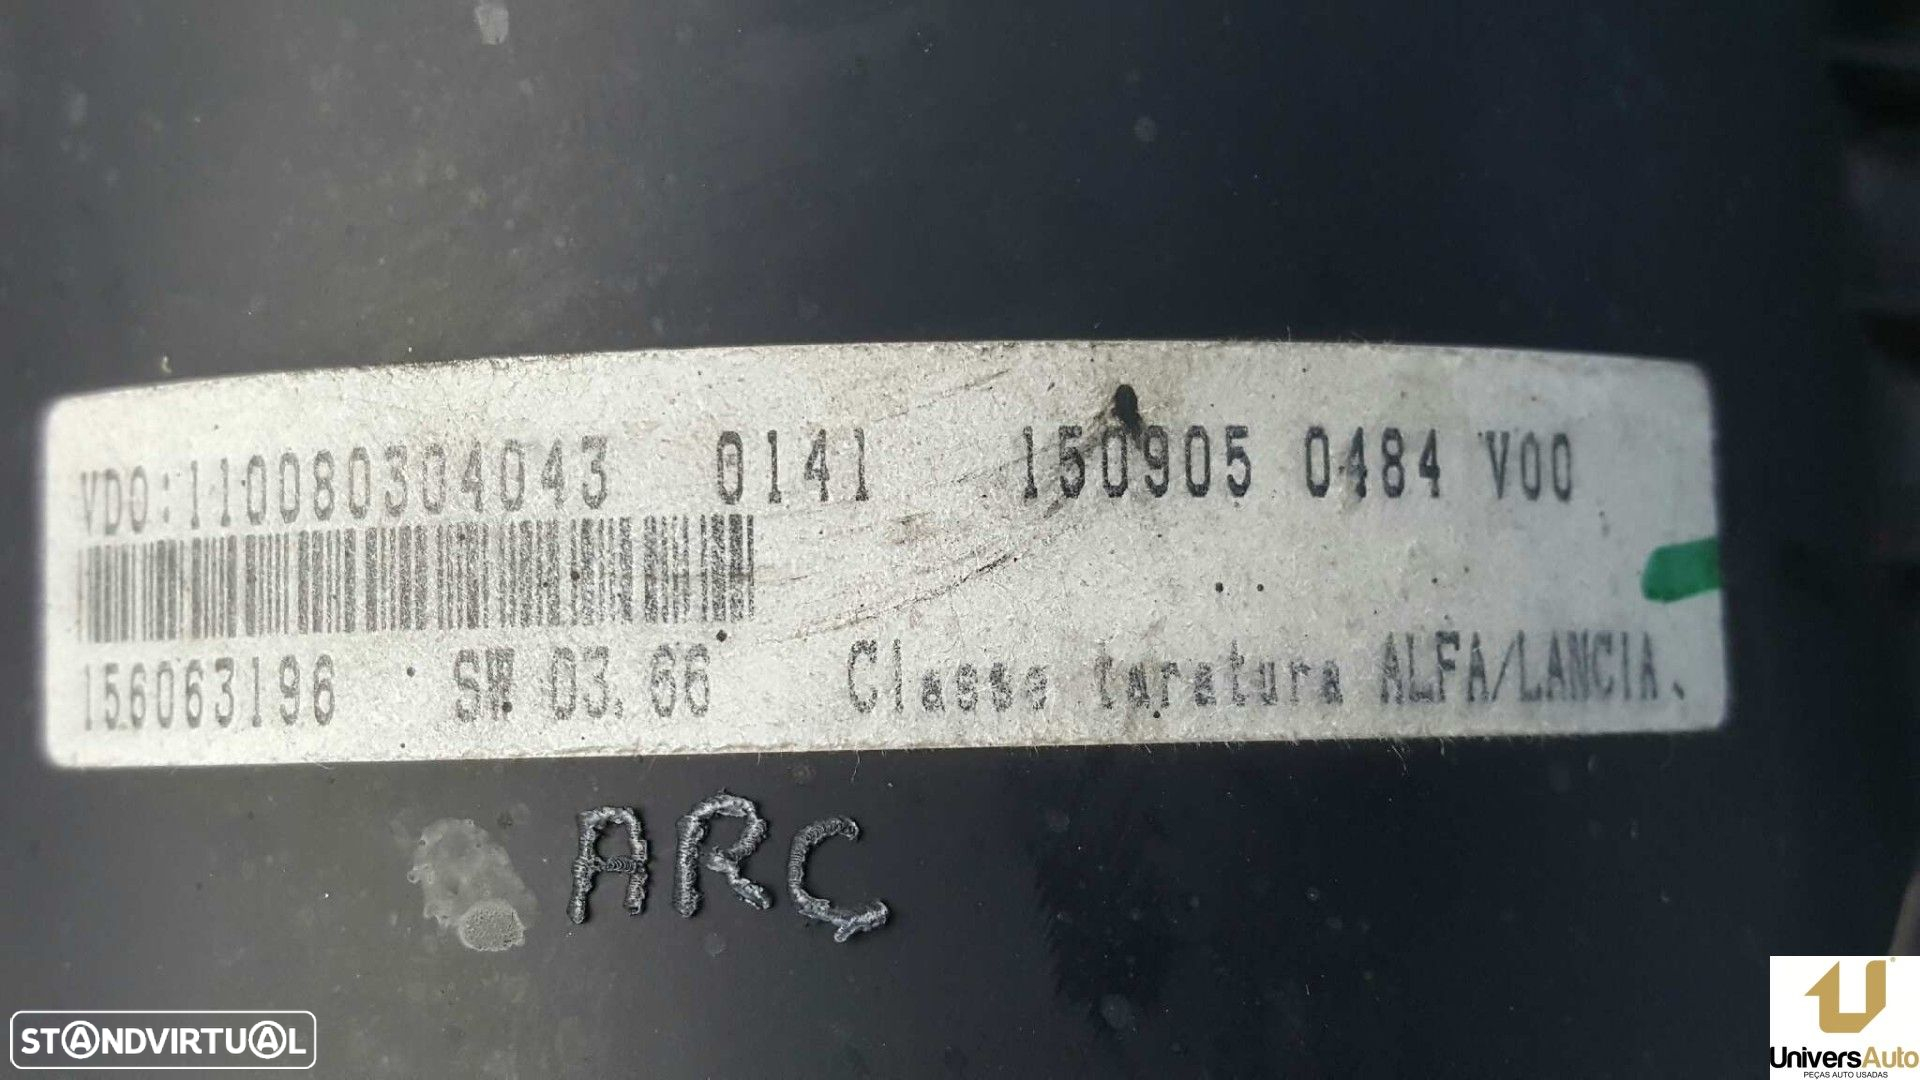 VDO:110080304043 0141 150905 0484 V00
156063196 SW 03.66 Classe taratura ALFA/LANCIA.
ARC
STANDVIRTUAL
UniversAuto
PEÇAS AUTO USADAS